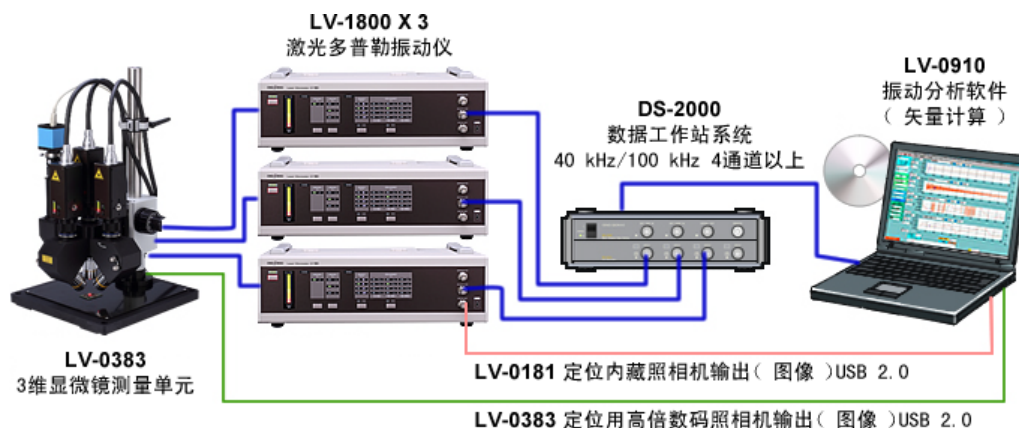 LV-1800 X 3
激光多普勒振动仪
LV-0910
振动分析软件
（ 矢量计算 ）
DS-2000
数据工作站系统
40 kHz/100 kHz 4通道以上
LV-0383
3维显微镜测量单元
LV-0181 定位内藏照相机输出（ 图像 ）USB 2.0
LV-0383 定位用高倍数码照相机输出（ 图像 ）USB 2.0